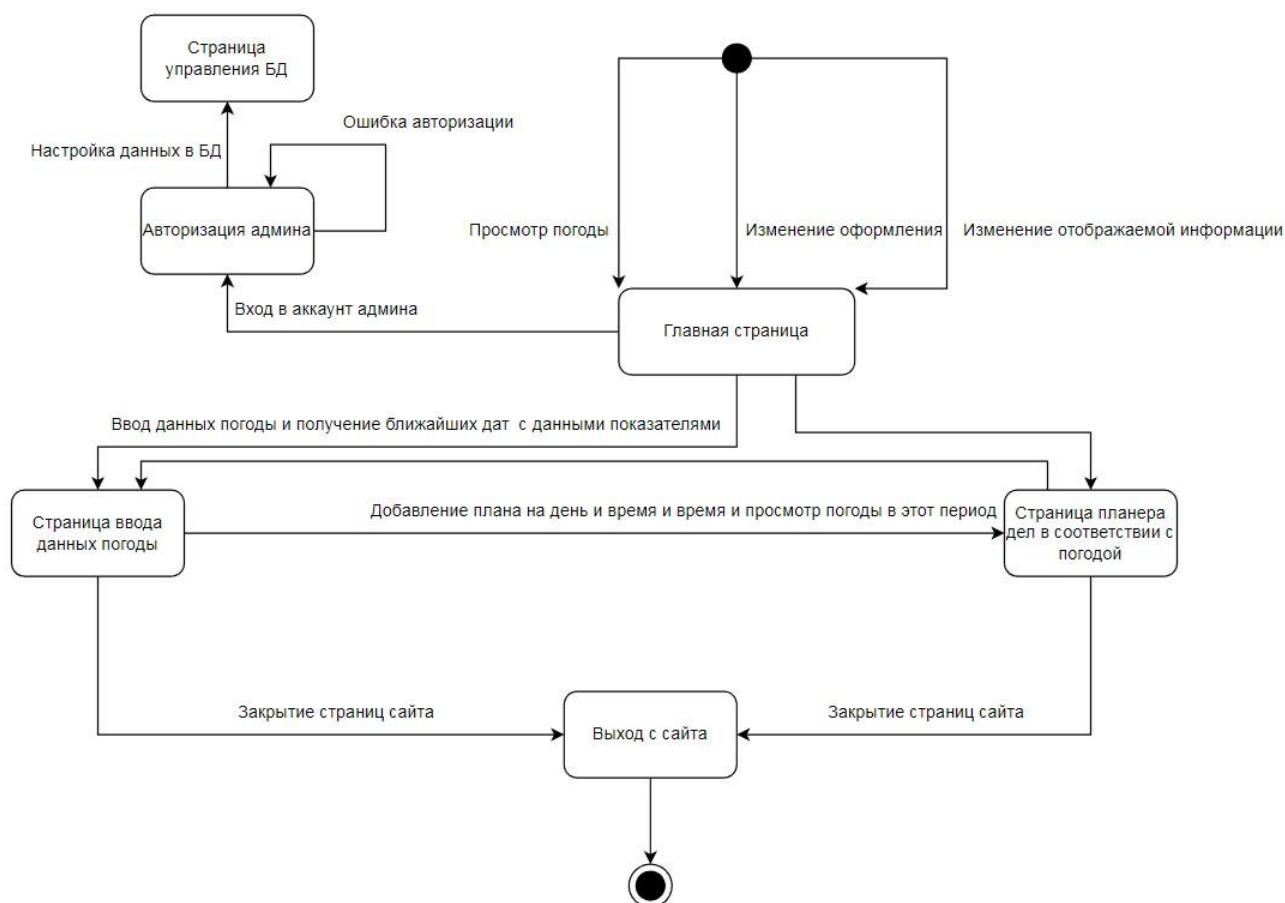 Страница
управления БД
Ошибка авторизации
Настройка данных в БД
Авторизация админа
Просмотр погоды
Изменение оформления
Изменение отображаемой информации
Вход в аккаунт админа
Главная страница
Ввод данных погоды и получение ближайших дат с данными показателями
Страница ввода
данных погоды
Добавление плана на день и время и время и просмотр погоды в этот период
Страница планера
дел в соответствии с
погодой
Закрытие страниц сайта
Выход с сайта
Закрытие страниц сайта